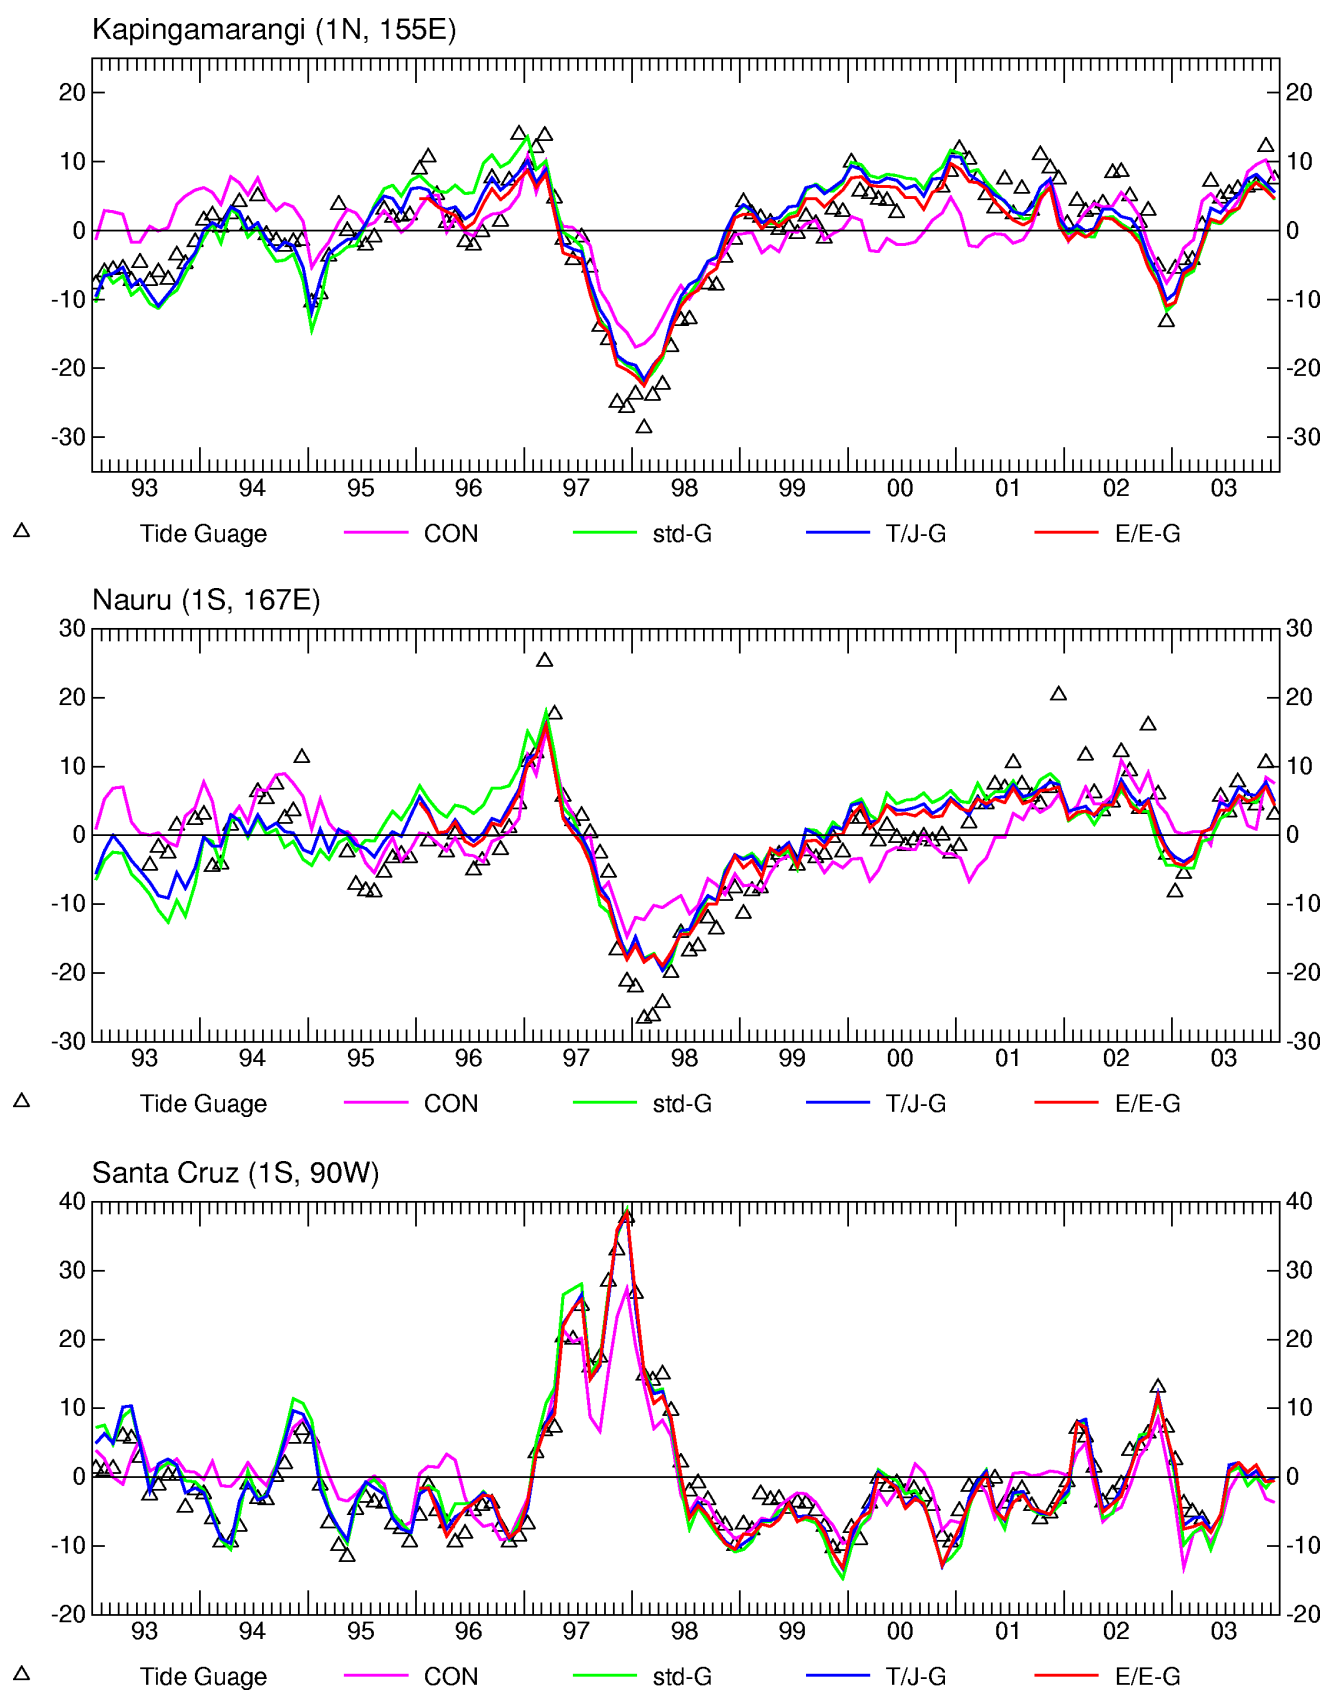 Kapingamarangi (1N, 155E)
20 20
10 10
0 0
-10 -10
-20 -20
-30 -30
93 94 95 96 97 98 99 00 01 02 03
Tide Guage CON std-G T/J-G E/E-G
Nauru (1S, 167E)
30 30
20 20
10 10
0 0
-10 -10
-20 -20
-30 -30
93 94 95 96 97 98 99 00 01 02 03
Tide Guage CON std-G T/J-G E/E-G
Santa Cruz (1S, 90W)
40 40
30 30
20 20
10 10
0 0
-10 -10
-20 -20
93 94 95 96 97 98 99 00 01 02 03
Tide Guage CON std-G T/J-G E/E-G